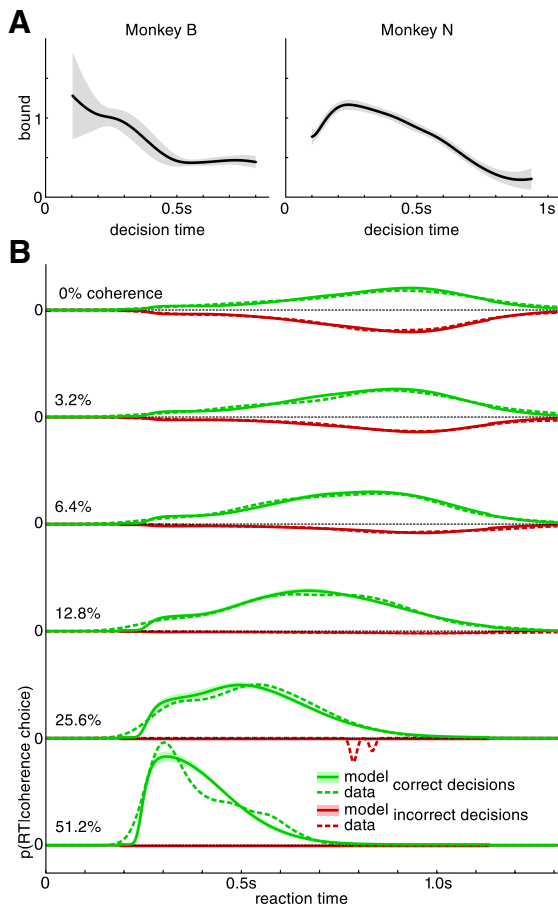 A
Monkey B
Monkey N
bound
1
0
0
0.5s
decision time
0
0.5s
1s
decision time
B
0% coherence
0
3.2%
0
6.4%
0
12.8%
0
25.6%
0
51.2%
0
p(RT|coherence choice)
model
data
correct decisions
model
data
incorrect decisions
0
0.5s
1.0s
reaction time